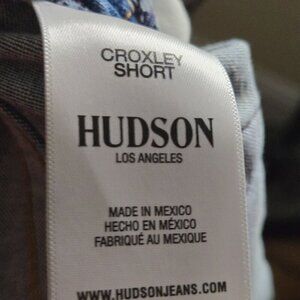 CROXLEY
SHORT
HUDSON
LOS ANGELES
MADE IN MEXICO
HECHO EN MÉXICO
FABRIQUÉ AU MEXIQUE
WWW.HUDSONJEANS.COM